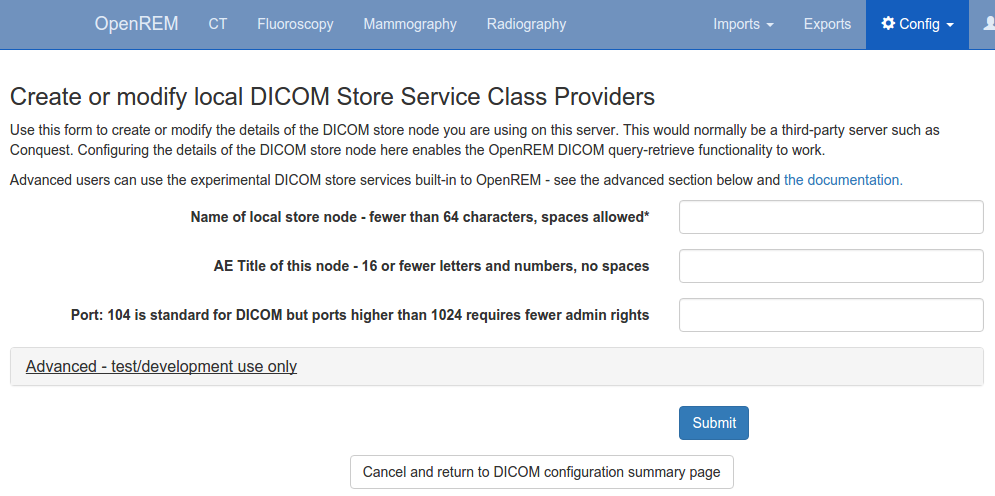 OpenREM CT Fluoroscopy Mammography Radiography Imports Exports Config
Create or modify local DICOM Store Service Class Providers
Use this form to create or modify the details of the DICOM store node you are using on this server. This would normally be a third-party server such as
Conquest. Configuring the details of the DICOM store node here enables the OpenREM DICOM query-retrieve functionality to work.
Advanced users can use the experimental DICOM store services built-in to OpenREM - see the advanced section below and the documentation.
Name of local store node - fewer than 64 characters, spaces allowed*
AE Title of this node - 16 or fewer letters and numbers, no spaces
Port: 104 is standard for DICOM but ports higher than 1024 requires fewer admin rights
Advanced - test/development use only
Submit
Cancel and return to DICOM configuration summary page